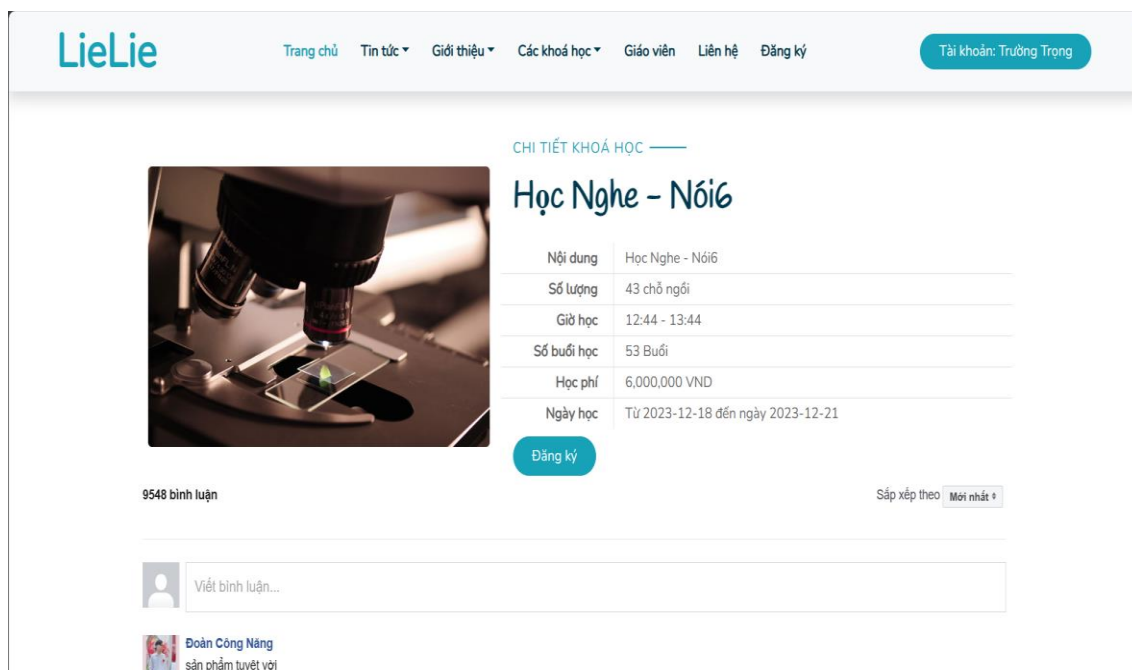 LieLie
Trang chủ Tin tức Giới thiệu Các khoá học Giáo viên Liên hệ Đăng ký
Tài khoản: Trường Trọng
CHI TIẾT KHOÁ HỌC
Học Nghe - Nói6
Nội dung Học Nghe - Nói6
Số lượng 43 chỗ ngồi
Giờ học 12:44 - 13:44
Số buổi học 53 Buổi
Học phí 6,000,000 VND
Ngày học Từ 2023-12-18 đến ngày 2023-12-21
Đăng ký
9548 bình luận
Sắp xếp theo Mới nhất
Viết bình luận...
Đoàn Công Năng
sản phẩm tuyệt vời